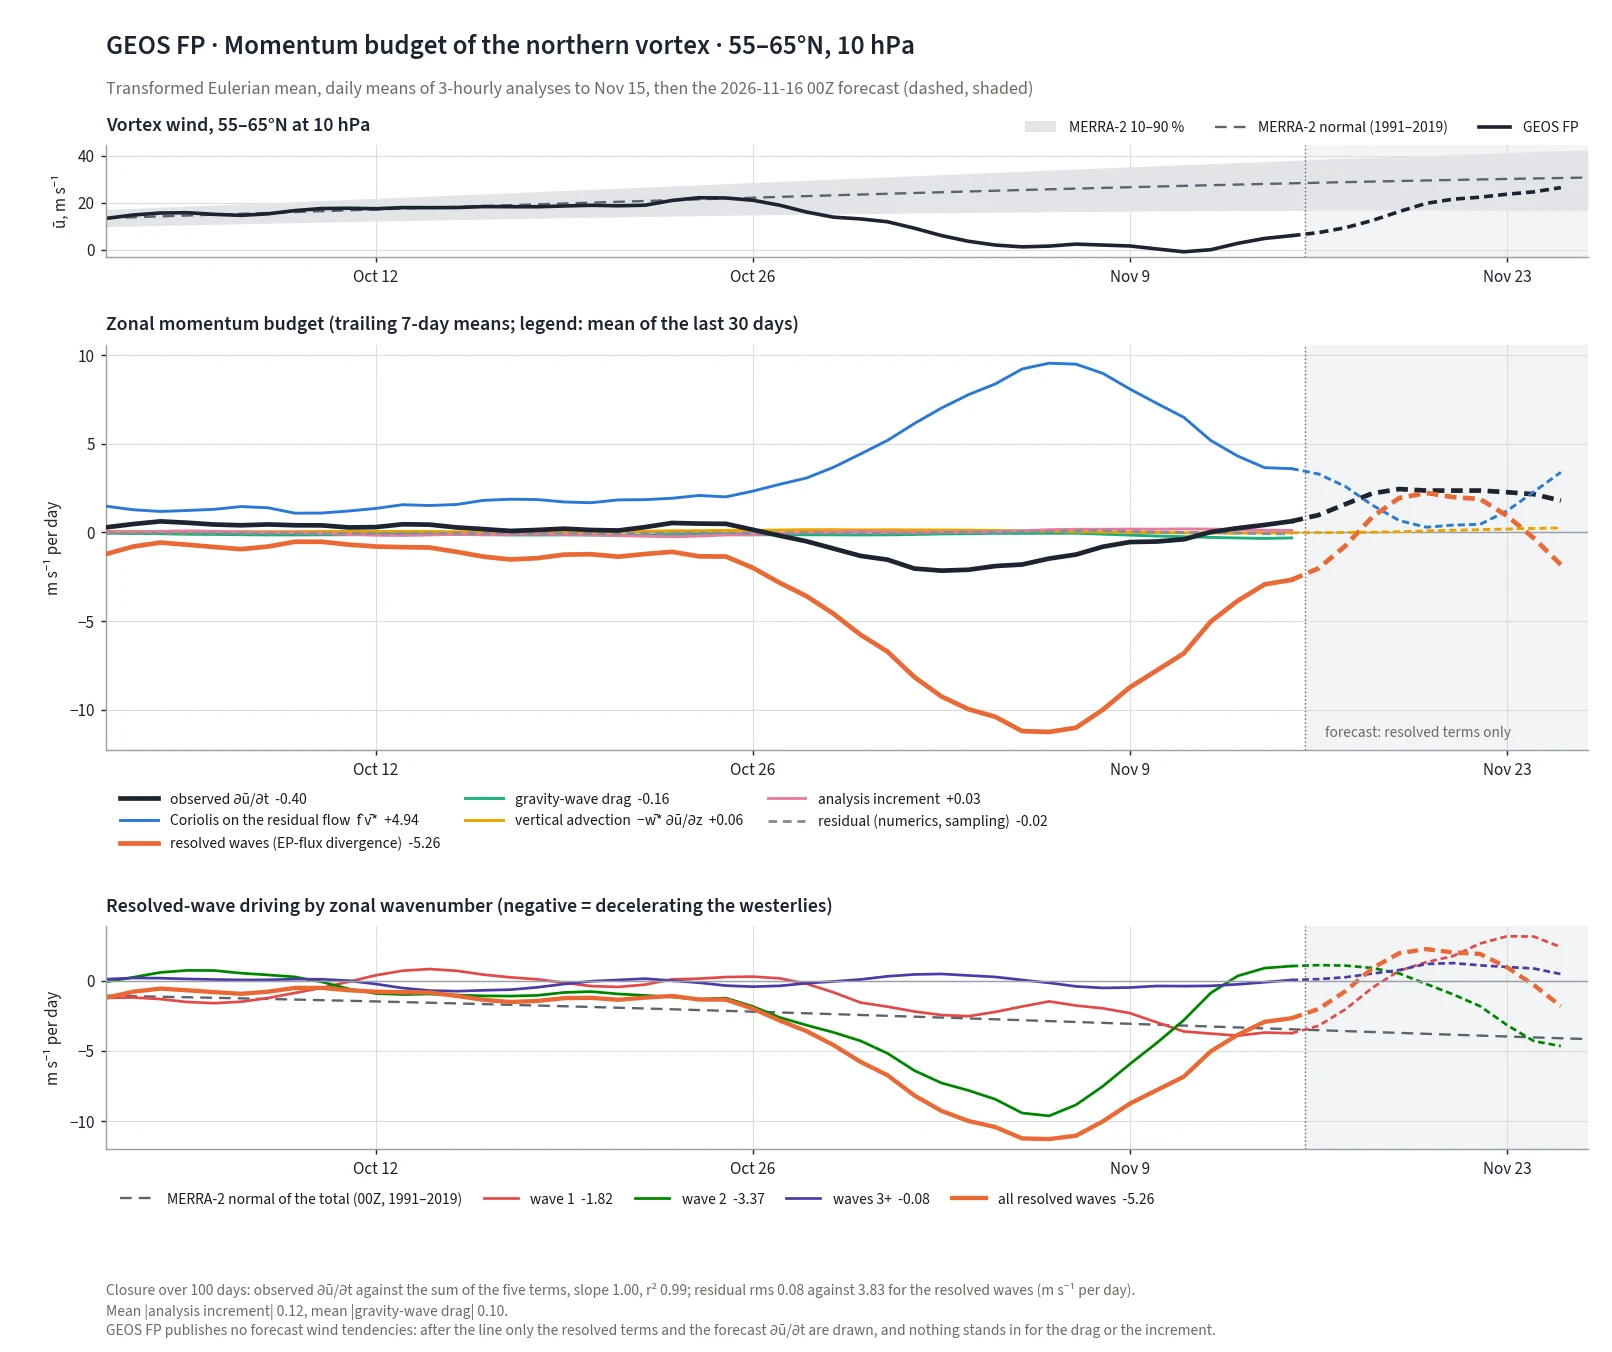 GEOS FP · Momentum budget of the northern vortex · 55–65°N, 10 hPa
Transformed Eulerian mean, daily means of 3-hourly analyses to Nov 15, then the 2026-11-16 00Z forecast (dashed, shaded)
Vortex wind, 55–65°N at 10 hPa
MERRA-2 10–90 %
MERRA-2 normal (1991–2019)
GEOS FP
ū, m s⁻¹
40
20
0
Oct 12
Oct 26
Nov 9
Nov 23
Zonal momentum budget (trailing 7-day means; legend: mean of the last 30 days)
m s⁻¹ per day
10
5
0
−5
−10
forecast: resolved terms only
Oct 12
Oct 26
Nov 9
Nov 23
observed ∂ū/∂t -0.40
Coriolis on the residual flow f v̄* +4.94
resolved waves (EP-flux divergence) -5.26
gravity-wave drag -0.16
vertical advection −w̄* ∂ū/∂z +0.06
analysis increment +0.03
residual (numerics, sampling) -0.02
Resolved-wave driving by zonal wavenumber (negative = decelerating the westerlies)
m s⁻¹ per day
0
−5
−10
Oct 12
Oct 26
Nov 9
Nov 23
MERRA-2 normal of the total (00Z, 1991–2019)
wave 1 -1.82
wave 2 -3.37
waves 3+ -0.08
all resolved waves -5.26
Closure over 100 days: observed ∂ū/∂t against the sum of the five terms, slope 1.00, r² 0.99; residual rms 0.08 against 3.83 for the resolved waves (m s⁻¹ per day).
Mean |analysis increment| 0.12, mean |gravity-wave drag| 0.10.
GEOS FP publishes no forecast wind tendencies: after the line only the resolved terms and the forecast ∂ū/∂t are drawn, and nothing stands in for the drag or the increment.